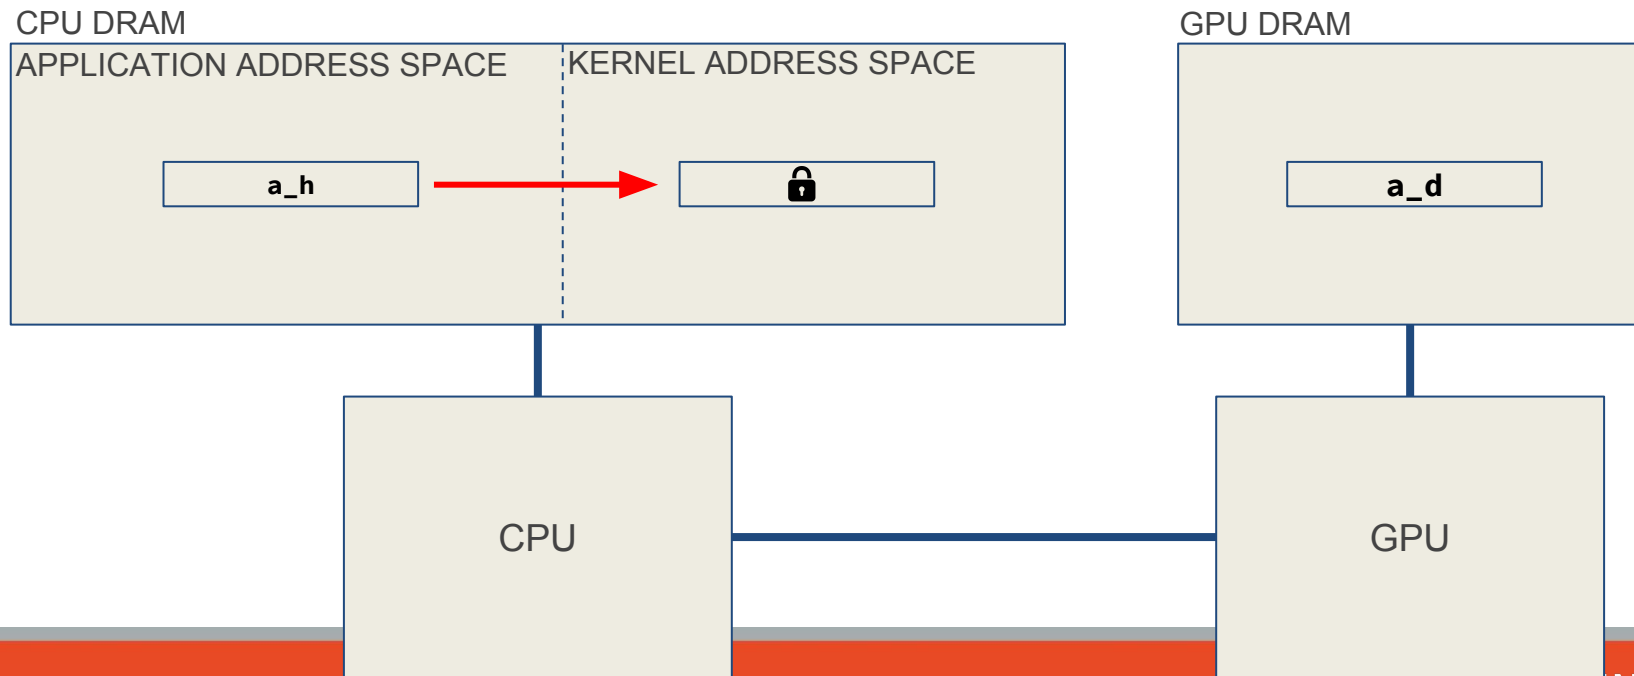 CPU DRAM
GPU DRAM
APPLICATION ADDRESS SPACE
KERNEL ADDRESS SPACE
a_h
a_d
CPU
GPU